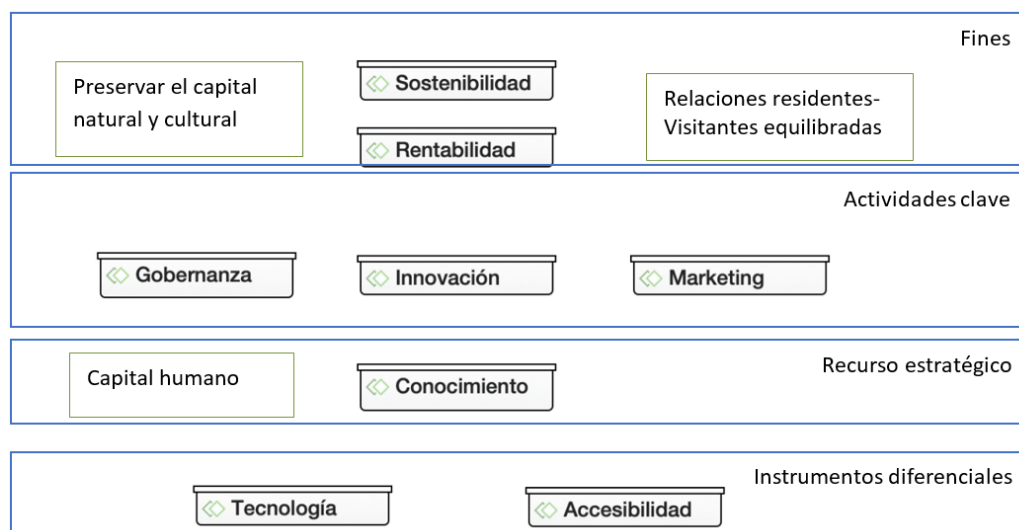 Fines
Preservar el capital
natural y cultural
Sostenibilidad
Rentabilidad
Relaciones residentes-
Visitantes equilibradas
Actividades clave
Gobernanza
Innovación
Marketing
Recurso estratégico
Capital humano
Conocimiento
Instrumentos diferenciales
Tecnología
Accesibilidad